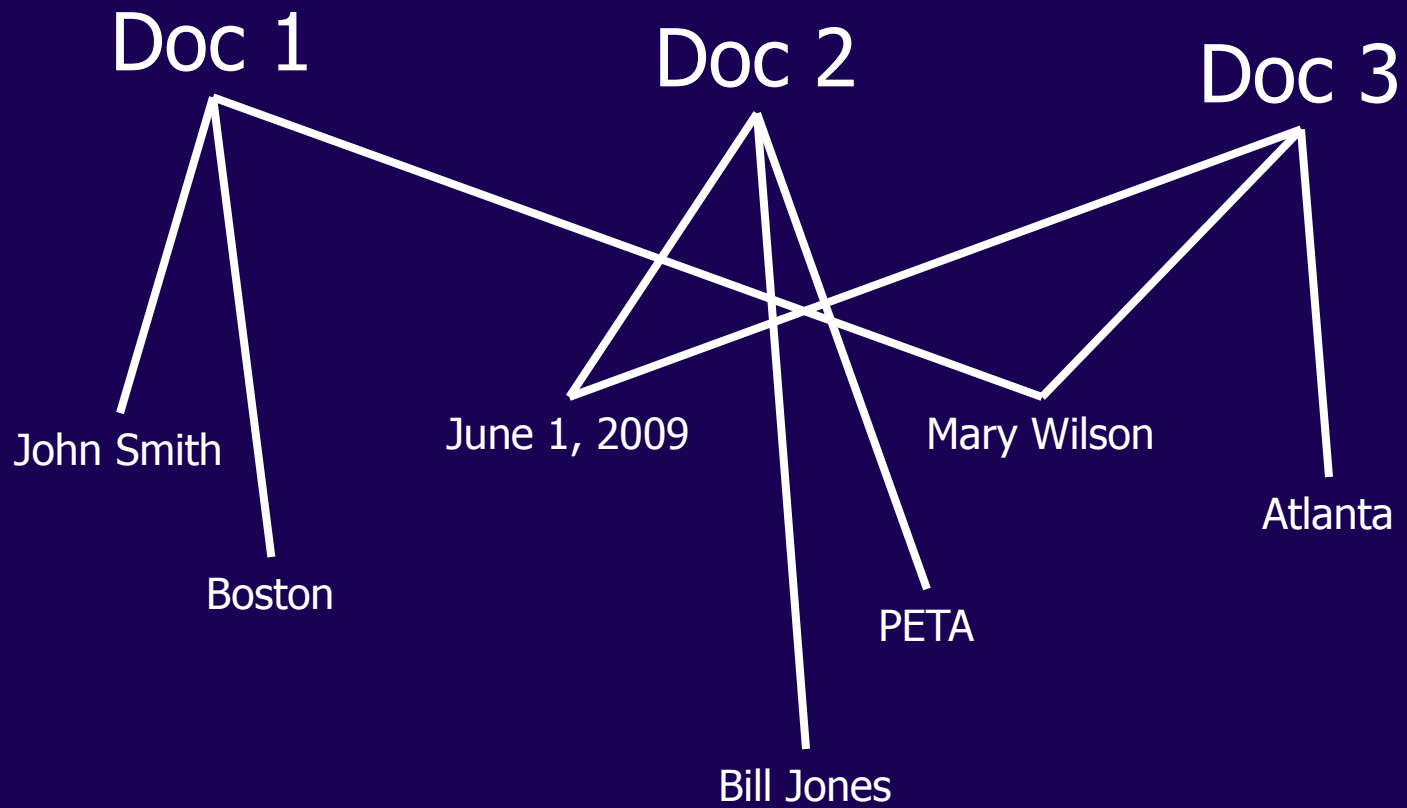 Doc 1
Doc 2
Doc 3
John Smith
June 1, 2009
Mary Wilson
Atlanta
Boston
PETA
Bill Jones